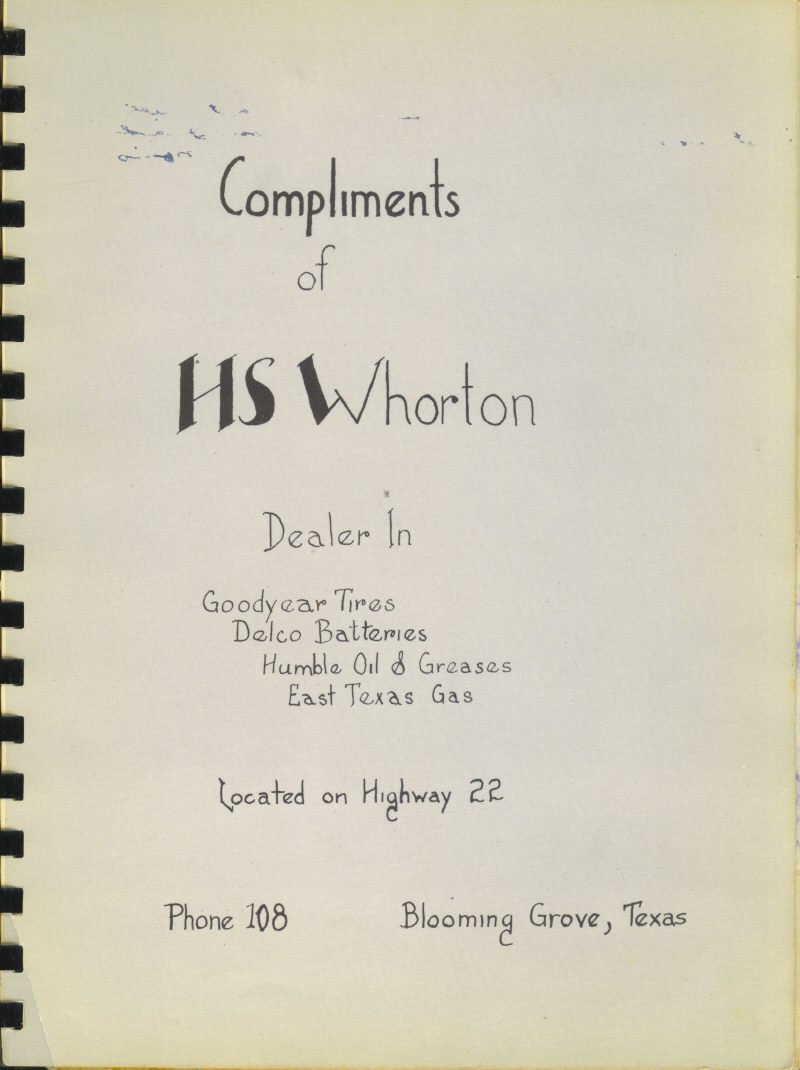 Compliments
of
HS Whorton
Dealer In
Goodyear Tires
Delco Batteries
Humble Oil & Greases
East Texas Gas
Located on Highway 22
Phone 108 Blooming Grove, Texas